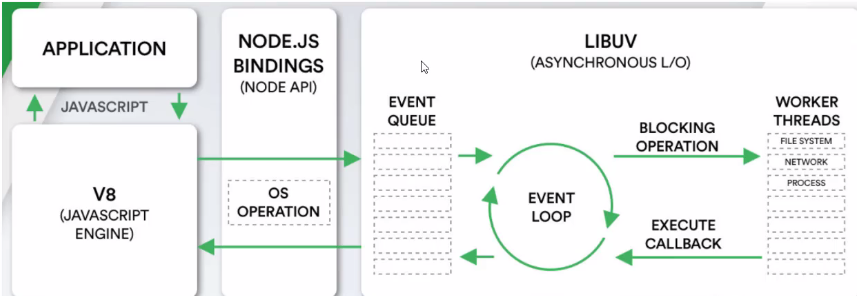 APPLICATION
JAVASCRIPT
V8
(JAVASCRIPT
ENGINE)
NODE.JS
BINDINGS
(NODE API)
OS
OPERATION
LIBUV
(ASYNCHRONOUS L/O)
EVENT
QUEUE
EVENT
LOOP
BLOCKING
OPERATION
EXECUTE
CALLBACK
WORKER
THREADS
FILE SYSTEM
NETWORK
PROCESS